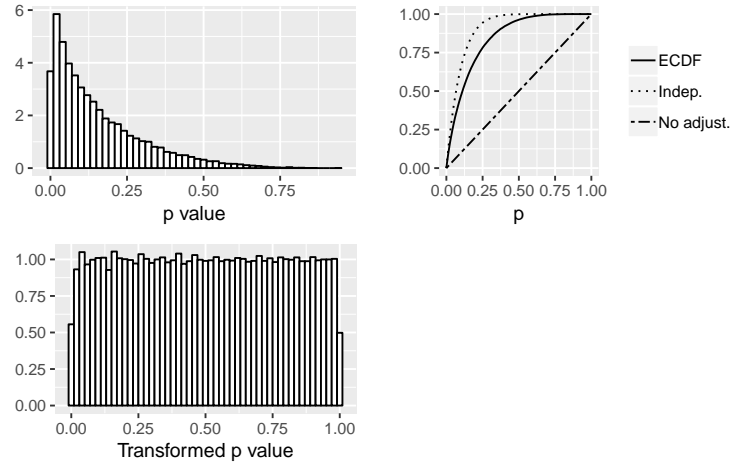 6
4
2
0
0.00 0.25 0.50 0.75
p value
1.00
0.75
0.50
0.25
0.00
0.00 0.25 0.50 0.75 1.00
p
ECDF
Indep.
No adjust.
1.00
0.75
0.50
0.25
0.00
0.00 0.25 0.50 0.75 1.00
Transformed p value